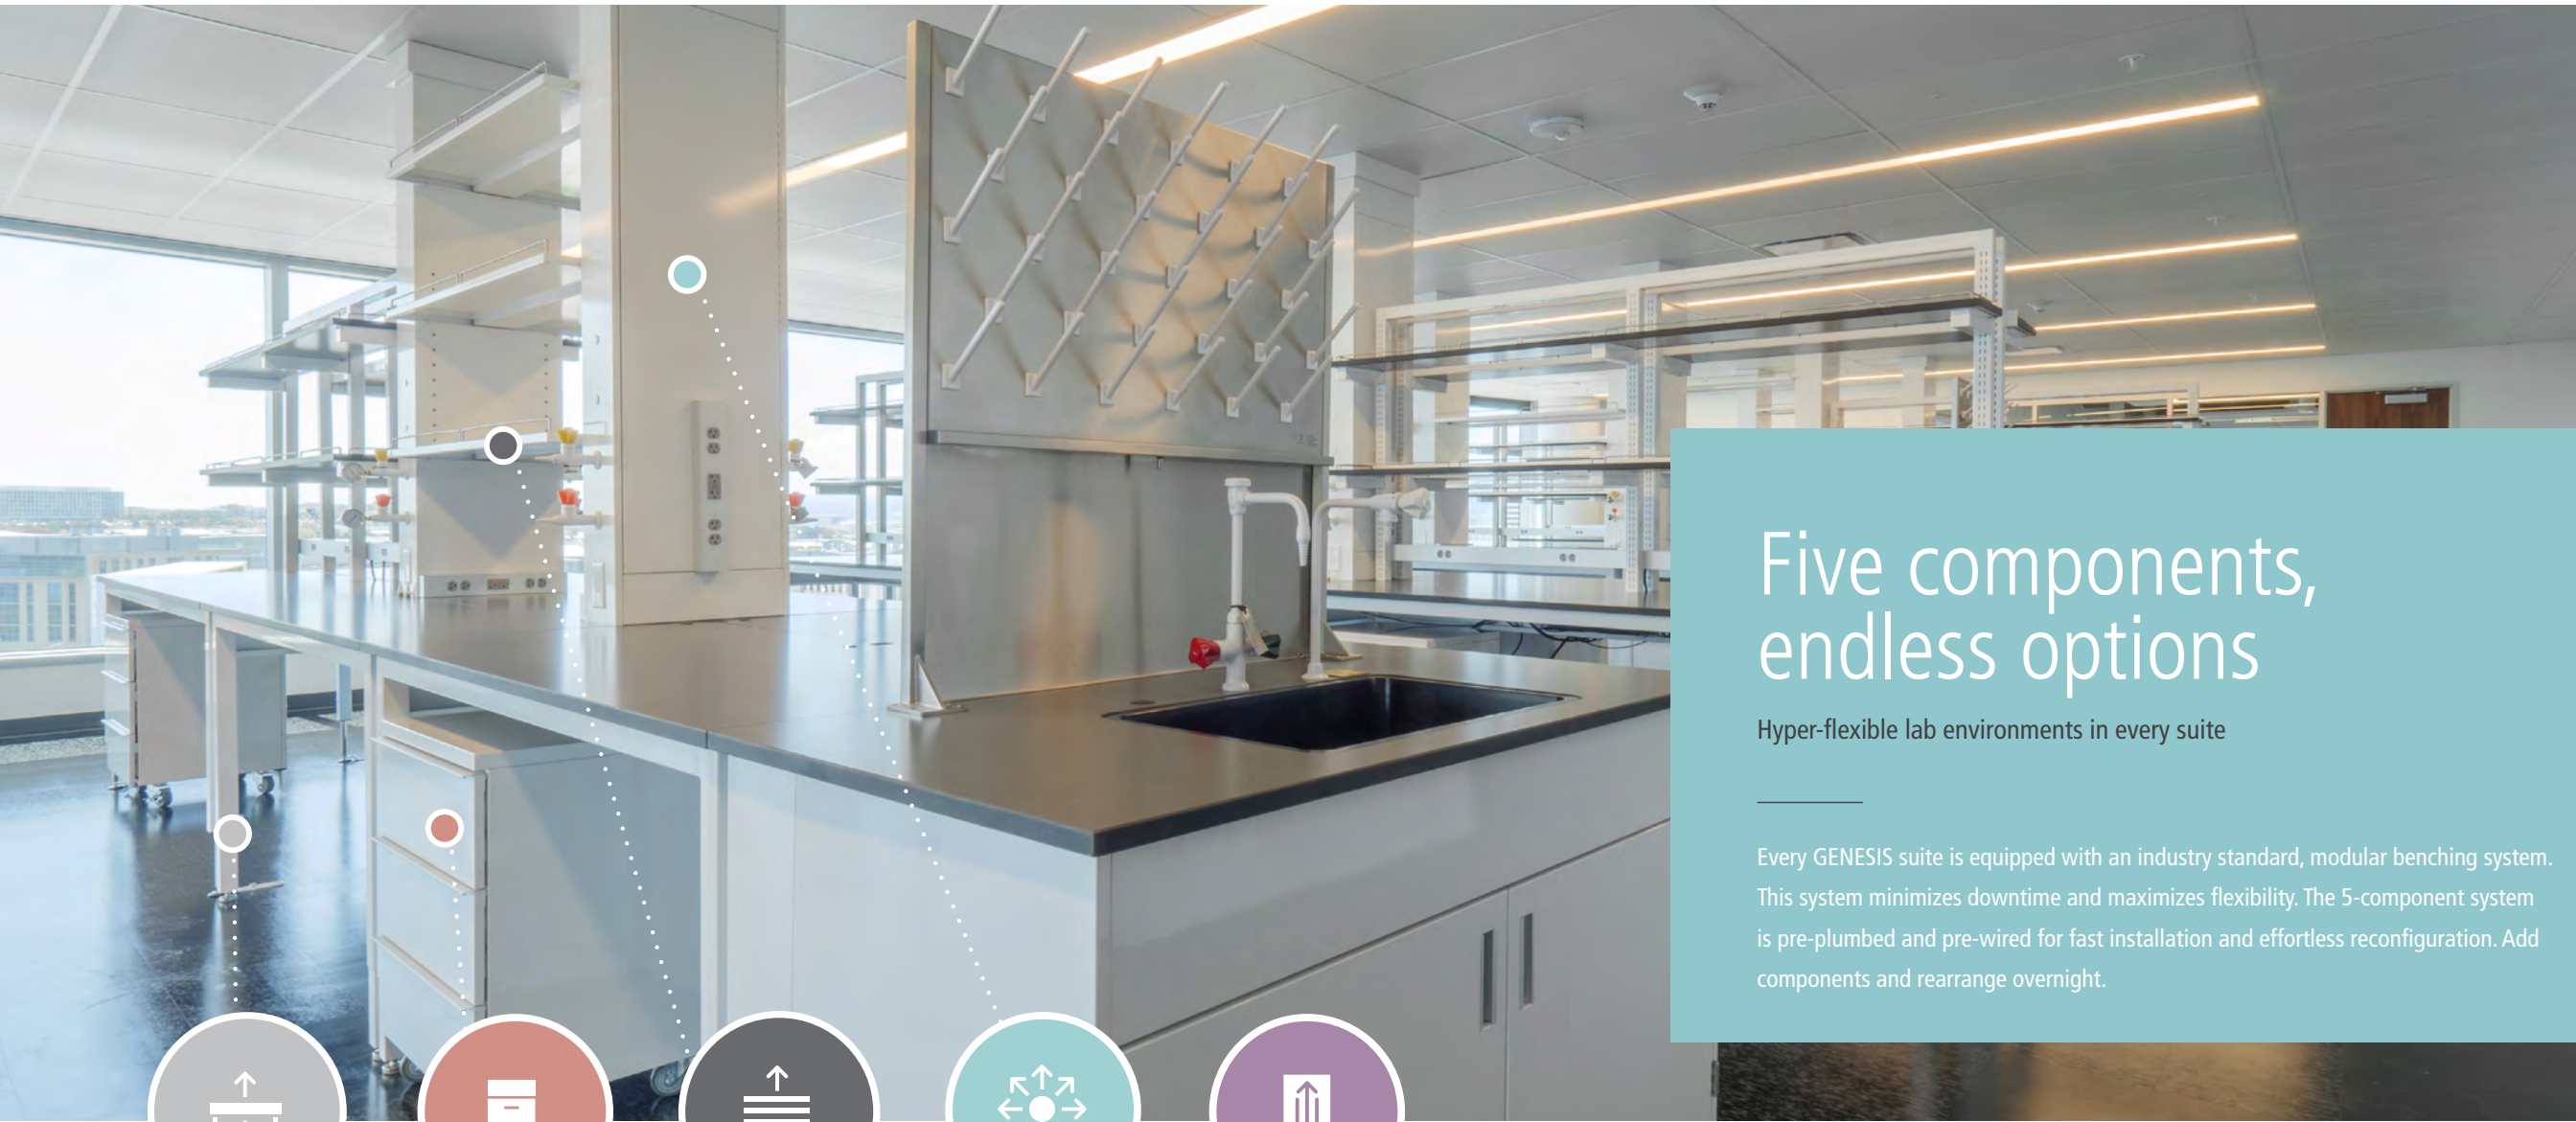 Five components,
endless options
Hyper-flexible lab environments in every suite
Every GENESIS suite is equipped with an industry standard, modular benching system.
This system minimizes downtime and maximizes flexibility. The 5-component system
is pre-plumbed and pre-wired for fast installation and effortless reconfiguration. Add
components and rearrange overnight.